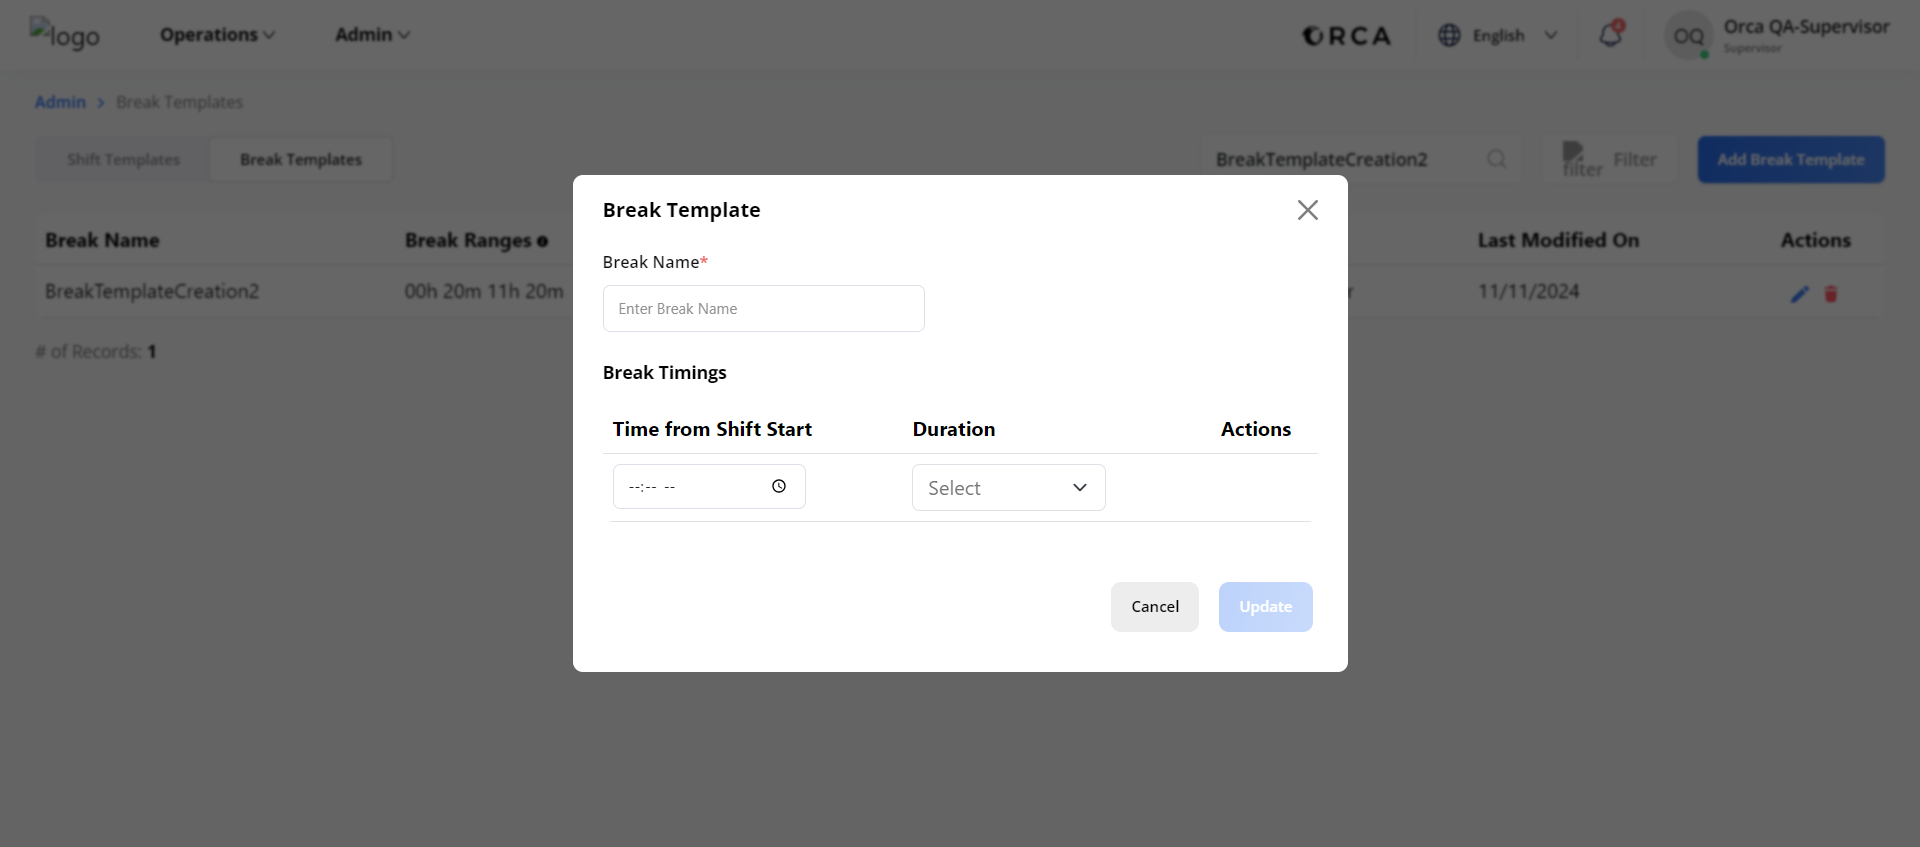 logo
Operations
Admin
ORCA
English
4
OQ
Orca QA-Supervisor
Supervisor
Admin > Break Templates
Shift Templates
Break Templates
BreakTemplateCreation2
filter
Filter
Add Break Template
Break Name
Break Ranges
Last Modified On
Actions
BreakTemplateCreation2
00h 20m 11h 20m
r
11/11/2024
# of Records: 1
Break Template
Break Name*
Enter Break Name
Break Timings
Time from Shift Start
Duration
Actions
--:-- --
Select
Cancel
Update